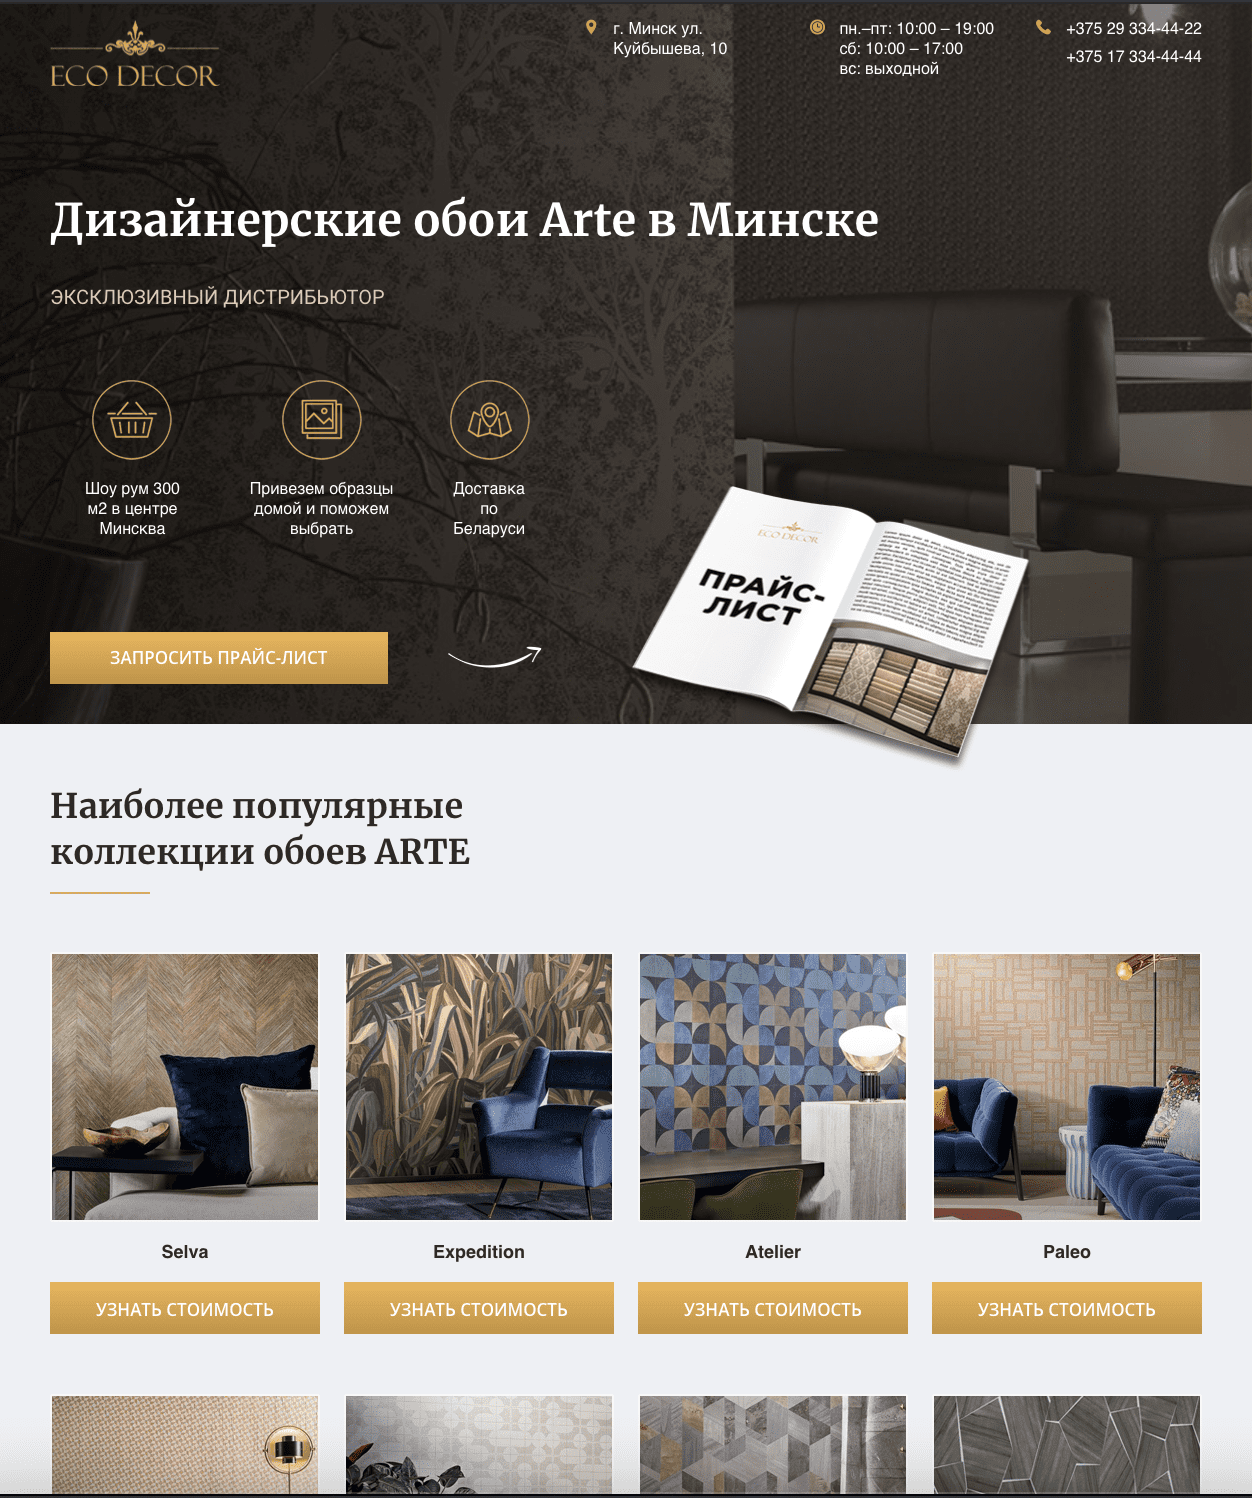 ECO DECOR
г. Минск ул.
Куйбышева, 10
пн.–пт: 10:00 – 19:00
сб: 10:00 – 17:00
вс: выходной
+375 29 334-44-22
+375 17 334-44-44
Дизайнерские обои Arte в Минске
ЭКСКЛЮЗИВНЫЙ ДИСТРИБЬЮТОР
Шоу рум 300
м2 в центре
Минсква
Привезем образцы
домой и поможем
выбрать
Доставка
по
Беларуси
ECO DECOR
ПРАЙС-
ЛИСТ
ЗАПРОСИТЬ ПРАЙС-ЛИСТ
Наиболее популярные
коллекции обоев ARTE
Selva
Expedition
Atelier
Paleo
УЗНАТЬ СТОИМОСТЬ
УЗНАТЬ СТОИМОСТЬ
УЗНАТЬ СТОИМОСТЬ
УЗНАТЬ СТОИМОСТЬ